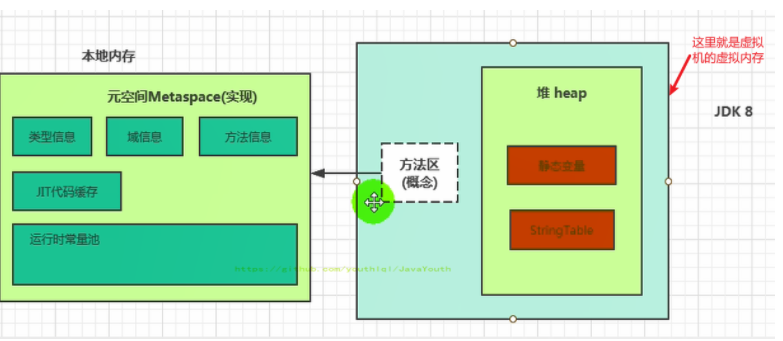 本地内存
元空间Metaspace(实现)
类型信息
域信息
方法信息
JIT代码缓存
运行时常量池
方法区
(概念)
堆 heap
静态变量
StringTable
这里就是虚拟
机的虚拟内存
JDK 8
https://github.com/youthlql/JavaYouth